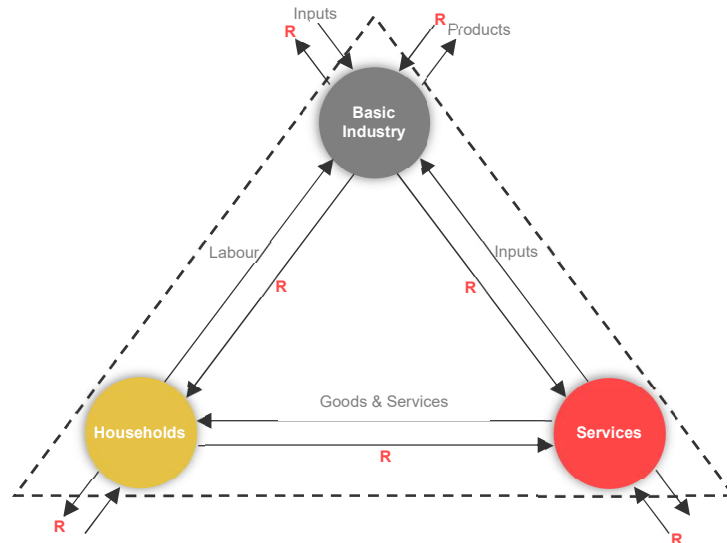 Inputs
R
R
Products
Basic
Industry
Labour
Inputs
R
R
Goods & Services
Households
Services
R
R
R